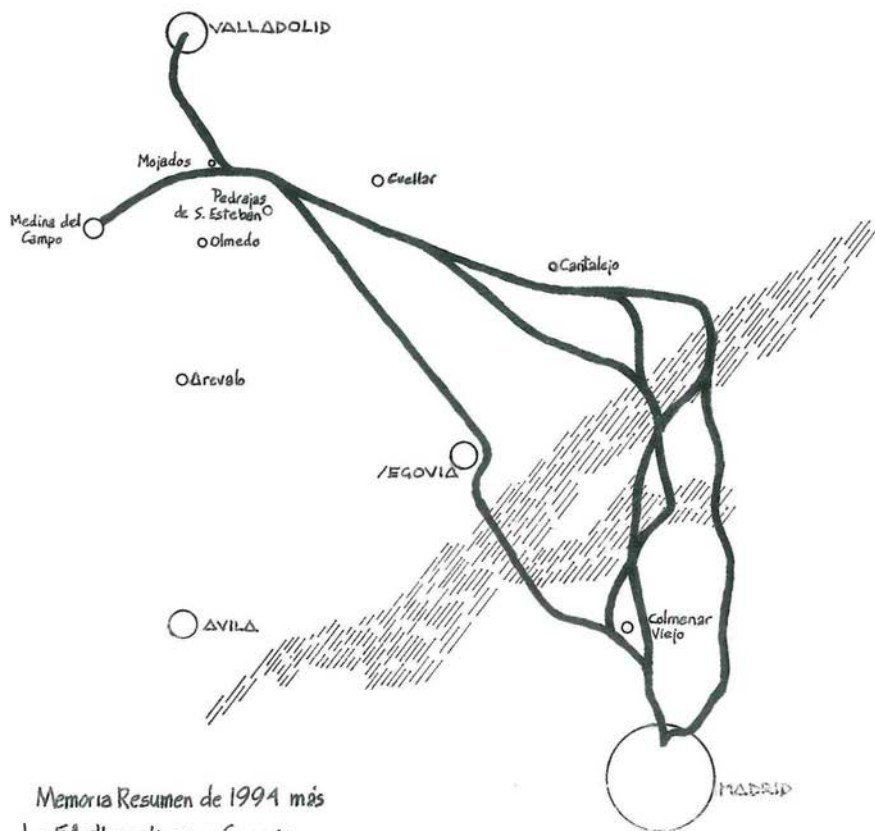 VALLADOLID
Mojados
Cuellar
Pedrajas
de S. Esteban
Medina del
Campo
Olmedo
Cantalejo
Arevalo
SEGOVIA
AVILA
Colmenar
Viejo
MADRID
Memoria Resumen de 1994 más